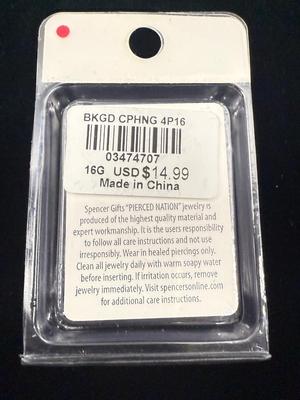 BKGD CPHNG 4P16
03474707
16G USD $14.99
Made in China
Spencer Gifts "PIERCED NATION" jewelry is
produced of the highest quality material and
expert workmanship. It is the users responsibility
to follow all care instructions and not use
irresponsibly. Wear in healed piercings only.
Clean all jewelry daily with warm soapy water
before inserting. If irritation occurs, remove
jewelry immediately. Visit spencersonline.com
for additional care instructions.